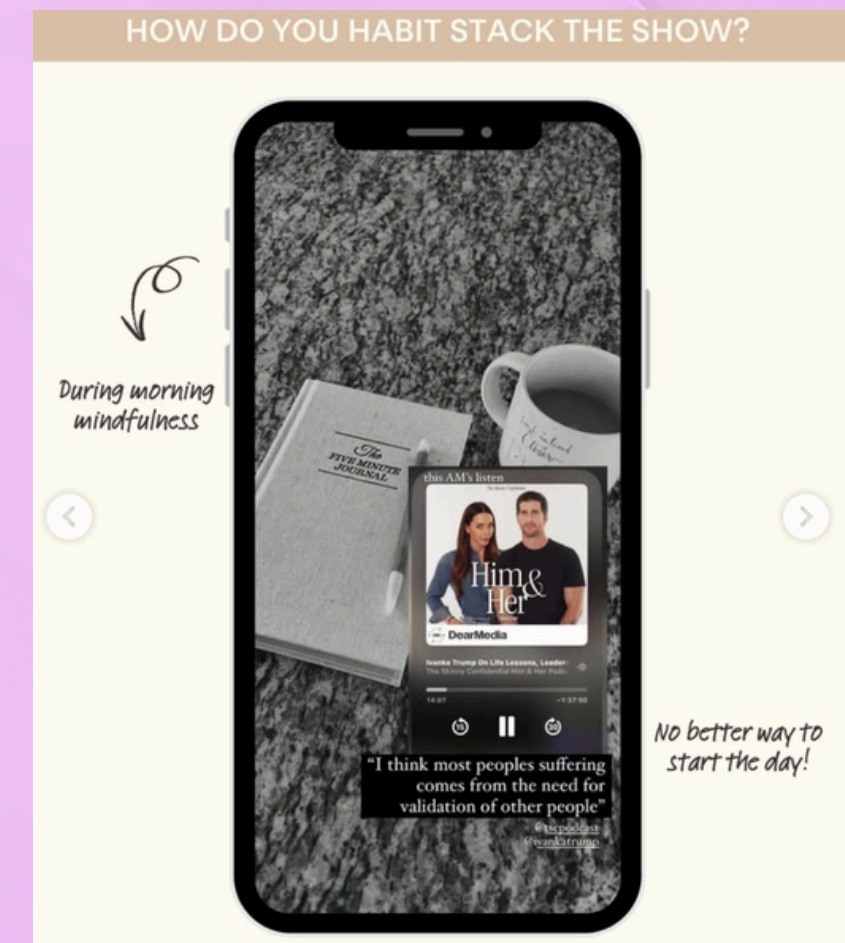 HOW DO YOU HABIT STACK THE SHOW?
During morning
mindfulness
The
FIVE MINUTE
JOURNAL
this AM's listen
Him &
Her
DearMedia
Ivanka Trump On Life Lessons, Leader
The Skinny Confidential Him & Her Podc
14:07
-1:37:50
15
30
No better way to
start the day!
“I think most peoples suffering
comes from the need for
validation of other people”
@tscpodcast
@ivankatrump